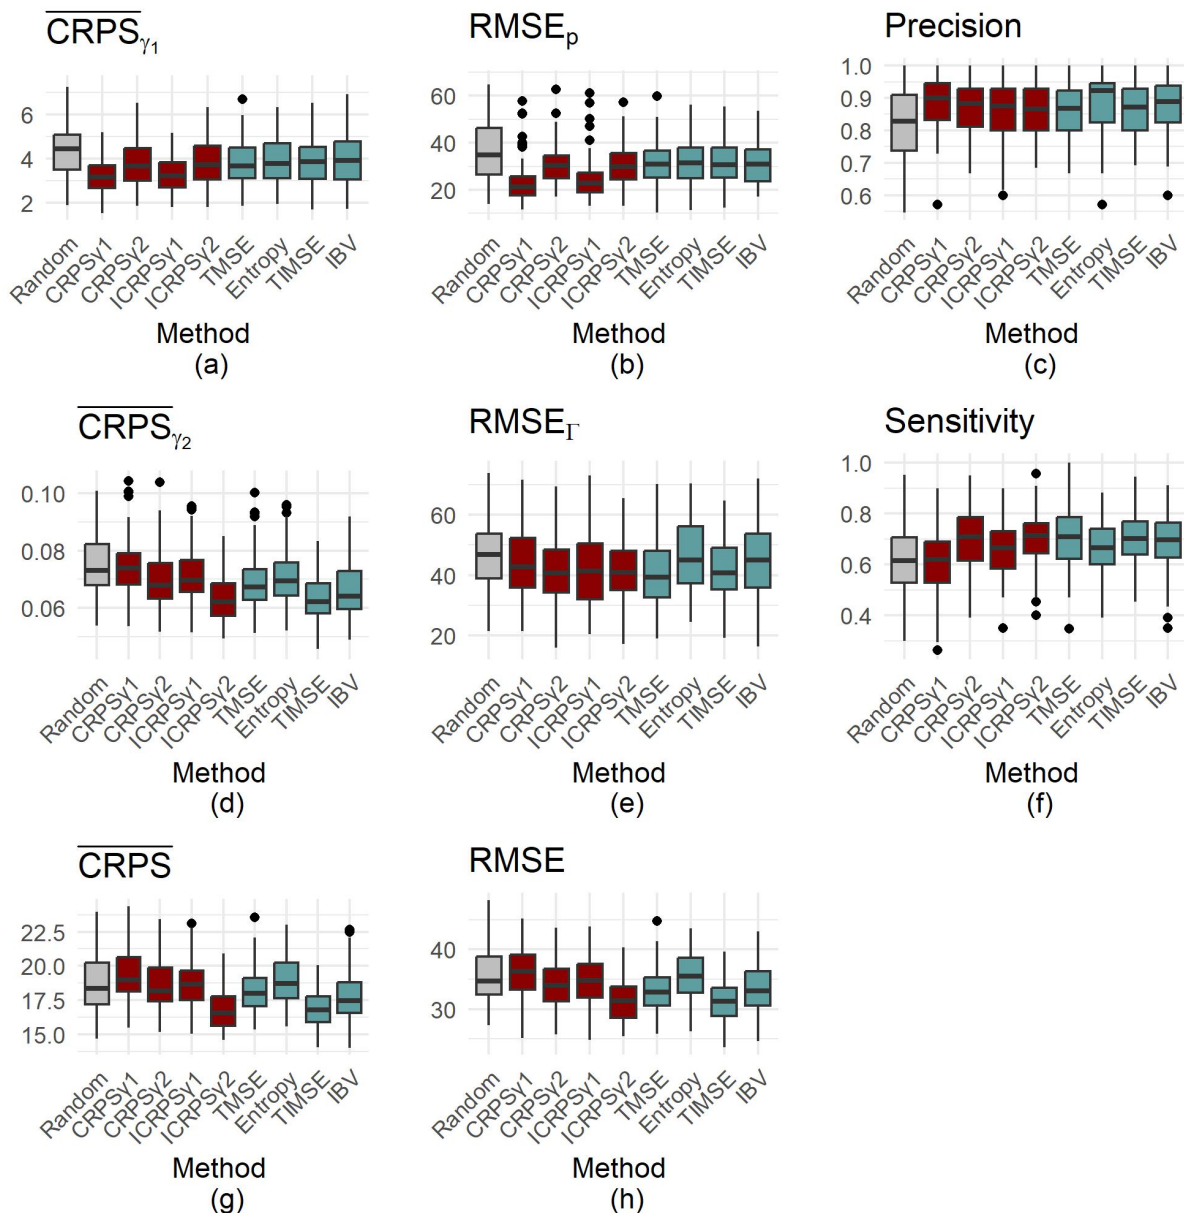 CRPSγ1
6
4
2
Random
CRPSγ1
CRPSγ2
ICRPSγ1
ICRPSγ2
TMSE
Entropy
TIMSE
IBV
Method
(a)
RMSEp
60
40
20
Random
CRPSγ1
CRPSγ2
ICRPSγ1
ICRPSγ2
TMSE
Entropy
TIMSE
IBV
Method
(b)
Precision
1.0
0.9
0.8
0.7
0.6
Random
CRPSγ1
CRPSγ2
ICRPSγ1
ICRPSγ2
TMSE
Entropy
TIMSE
IBV
Method
(c)
CRPSγ2
0.10
0.08
0.06
Random
CRPSγ1
CRPSγ2
ICRPSγ1
ICRPSγ2
TMSE
Entropy
TIMSE
IBV
Method
(d)
RMSEΓ
60
40
20
Random
CRPSγ1
CRPSγ2
ICRPSγ1
ICRPSγ2
TMSE
Entropy
TIMSE
IBV
Method
(e)
Sensitivity
1.0
0.8
0.6
0.4
Random
CRPSγ1
CRPSγ2
ICRPSγ1
ICRPSγ2
TMSE
Entropy
TIMSE
IBV
Method
(f)
CRPS
22.5
20.0
17.5
15.0
Random
CRPSγ1
CRPSγ2
ICRPSγ1
ICRPSγ2
TMSE
Entropy
TIMSE
IBV
Method
(g)
RMSE
40
30
Random
CRPSγ1
CRPSγ2
ICRPSγ1
ICRPSγ2
TMSE
Entropy
TIMSE
IBV
Method
(h)